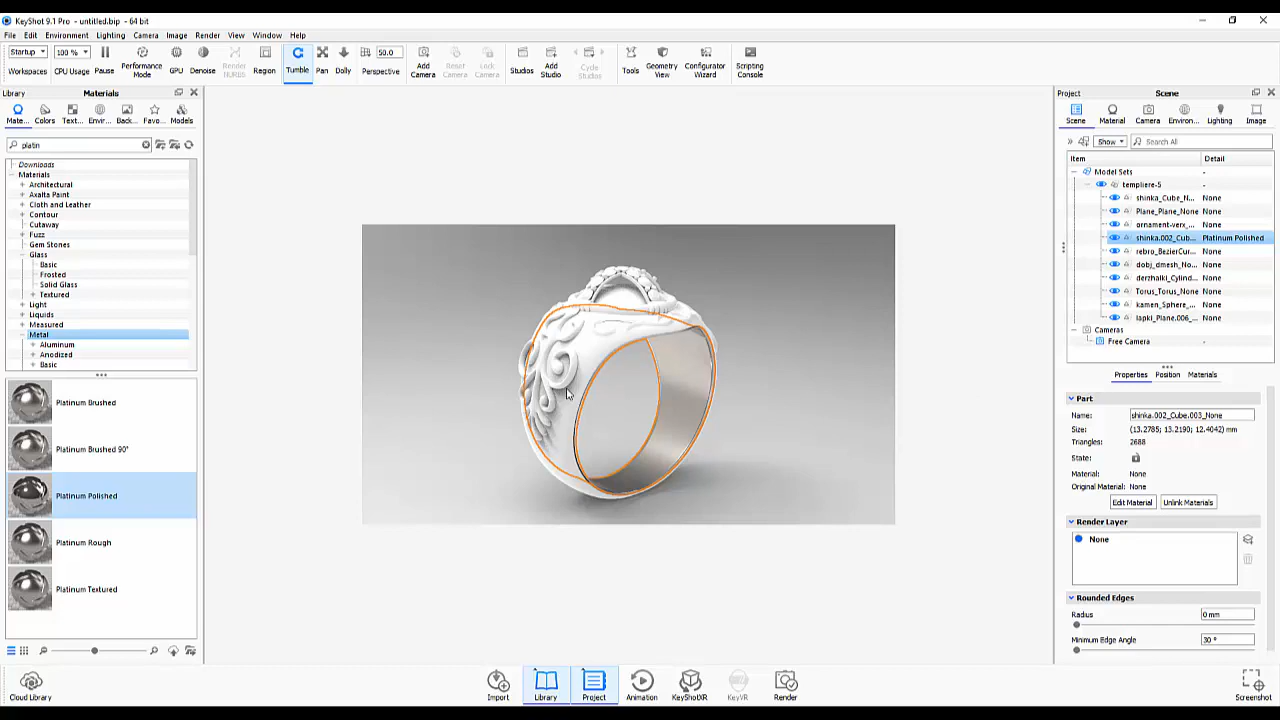 KeyShot 9.1 Pro - untitled.bip - 64 bit
File Edit Environment Lighting Camera Image Render View Window Help
Startup 100 % 50.0
Workspaces CPU Usage Pause Performance Mode GPU Denoise Render NURBS Region Tumble Pan Dolly Perspective Add Camera Reset Camera Lock Camera Studios Add Studio Cycle Studios Tools Geometry View Configurator Wizard Scripting Console
Library Materials
Mate... Colors Text... Envir... Back... Favo... Models
platin
Downloads
Materials
Architectural
Axalta Paint
Cloth and Leather
Contour
Cutaway
Fuzz
Gem Stones
Glass
Basic
Frosted
Solid Glass
Textured
Light
Liquids
Measured
Metal
Aluminum
Anodized
Basic
Platinum Brushed
Platinum Brushed 90°
Platinum Polished
Platinum Rough
Platinum Textured
Project Scene
Scene Material Camera Environ... Lighting Image
Show Search All
Item Detail
Model Sets -
templiere-5 -
shinka_Cube_N... None
Plane_Plane_None None
ornament-verx_... None
shinka.002_Cub... Platinum Polished
rebro_BezierCur... None
dobj_dmesh_No... None
derzhalki_Cylind... None
Torus_Torus_None None
kamen_Sphere_... None
lapki_Plane.006_... None
Cameras -
Free Camera -
Properties Position Materials
Part
Name: shinka.002_Cube.003_None
Size: (13.2785; 13.2190; 12.4042) mm
Triangles: 2688
State:
Material: None
Original Material: None
Edit Material Unlink Materials
Render Layer
None
Rounded Edges
Radius 0 mm
Minimum Edge Angle 30 °
Cloud Library Import Library Project Animation KeyShotXR KeyVR Render Screenshot